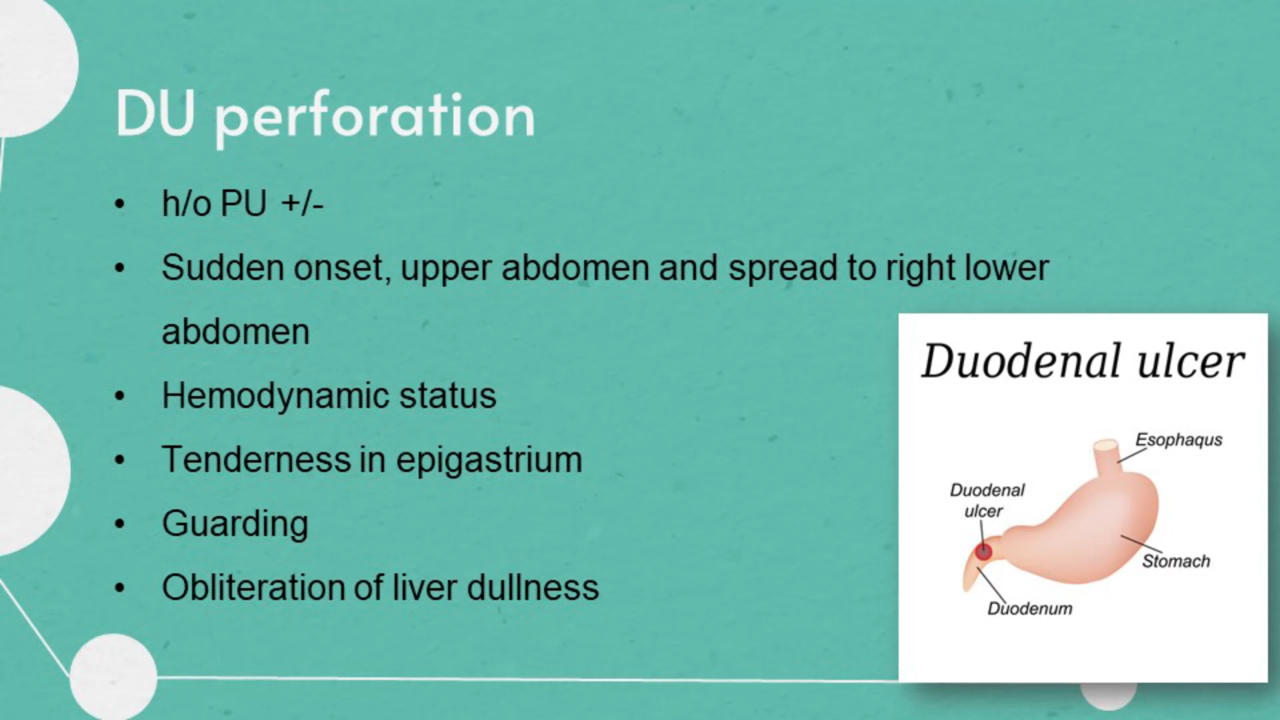 DU perforation
• h/o PU +/-
• Sudden onset, upper abdomen and spread to right lower
abdomen
• Hemodynamic status
• Tenderness in epigastrium
• Guarding
• Obliteration of liver dullness
Duodenal ulcer
Esophaqus
Duodenal
ulcer
Stomach
Duodenum